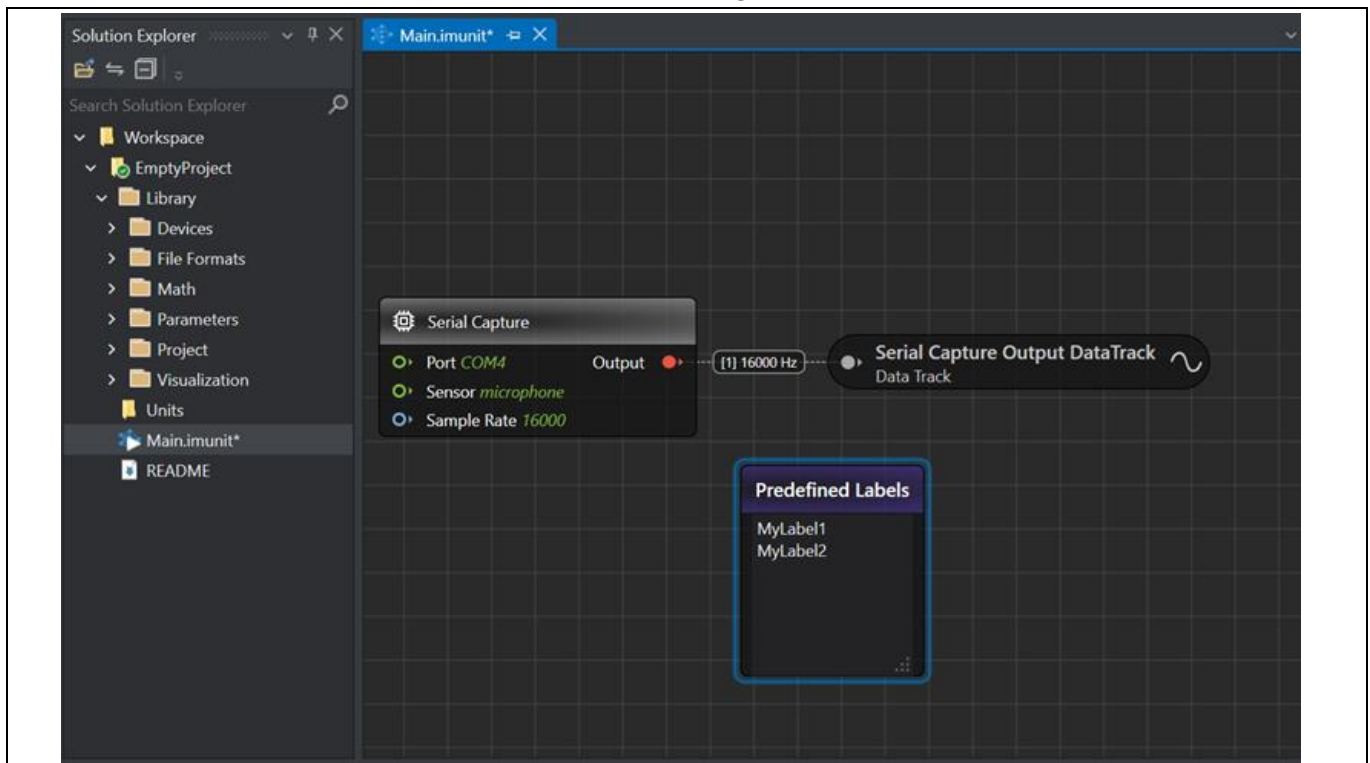 Solution Explorer
Search Solution Explorer
Workspace
EmptyProject
Library
Devices
File Formats
Math
Parameters
Project
Visualization
Units
Main.imunit*
README
Main.imunit*
Serial Capture
Port COM4 Output
Sensor microphone
Sample Rate 16000
[1] 16000 Hz
Serial Capture Output DataTrack
Data Track
Predefined Labels
MyLabel1
MyLabel2